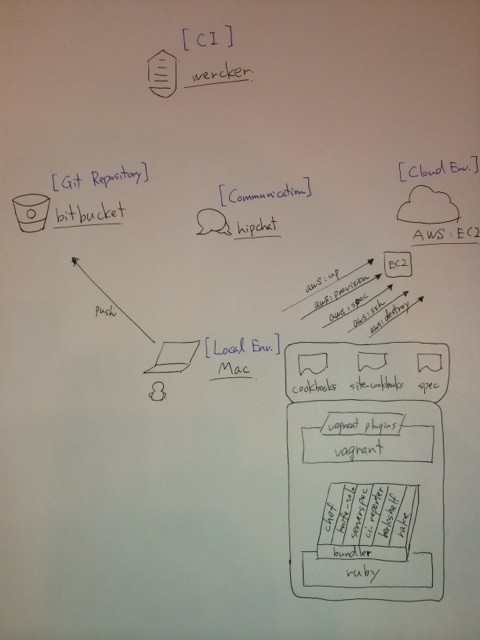 [CI]
wercker
[Git Repository]
bitbucket
[Communication]
hipchat
[Cloud Env.]
AWS:EC2
EC2
aws:up
aws:provision
aws:spec
aws:ssh
aws:destroy
push
[Local Env.]
Mac
cookbooks
site-cookbooks
spec
vagrant plugins
vagrant
chef
knife-solo
serverspec
ci_reporter
berkshelf
rake
bundler
ruby